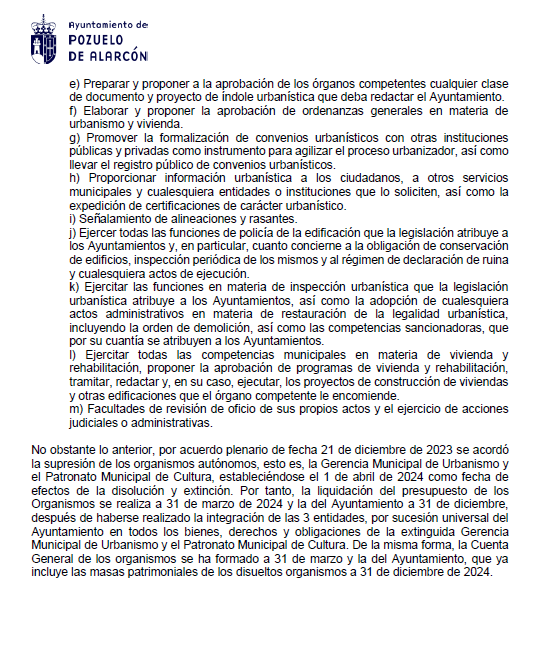 Ayuntamiento de
POZUELO
DE ALARCÓN
e) Preparar y proponer a la aprobación de los órganos competentes cualquier clase
de documento y proyecto de índole urbanística que deba redactar el Ayuntamiento.
f) Elaborar y proponer la aprobación de ordenanzas generales en materia de
urbanismo y vivienda.
g) Promover la formalización de convenios urbanísticos con otras instituciones
públicas y privadas como instrumento para agilizar el proceso urbanizador, así como
llevar el registro público de convenios urbanísticos.
h) Proporcionar información urbanística a los ciudadanos, a otros servicios
municipales y cualesquiera entidades o instituciones que lo soliciten, así como la
expedición de certificaciones de carácter urbanístico.
i) Señalamiento de alineaciones y rasantes.
j) Ejercer todas las funciones de policía de la edificación que la legislación atribuye a
los Ayuntamientos y, en particular, cuanto concierne a la obligación de conservación
de edificios, inspección periódica de los mismos y al régimen de declaración de ruina
y cualesquiera actos de ejecución.
k) Ejercitar las funciones en materia de inspección urbanística que la legislación
urbanística atribuye a los Ayuntamientos, así como la adopción de cualesquiera
actos administrativos en materia de restauración de la legalidad urbanística,
incluyendo la orden de demolición, así como las competencias sancionadoras, que
por su cuantía se atribuyen a los Ayuntamientos.
l) Ejercitar todas las competencias municipales en materia de vivienda y
rehabilitación, proponer la aprobación de programas de vivienda y rehabilitación,
tramitar, redactar y, en su caso, ejecutar, los proyectos de construcción de viviendas
y otras edificaciones que el órgano competente le encomiende.
m) Facultades de revisión de oficio de sus propios actos y el ejercicio de acciones
judiciales o administrativas.
No obstante lo anterior, por acuerdo plenario de fecha 21 de diciembre de 2023 se acordó
la supresión de los organismos autónomos, esto es, la Gerencia Municipal de Urbanismo y
el Patronato Municipal de Cultura, estableciéndose el 1 de abril de 2024 como fecha de
efectos de la disolución y extinción. Por tanto, la liquidación del presupuesto de los
Organismos se realiza a 31 de marzo de 2024 y la del Ayuntamiento a 31 de diciembre,
después de haberse realizado la integración de las 3 entidades, por sucesión universal del
Ayuntamiento en todos los bienes, derechos y obligaciones de la extinguida Gerencia
Municipal de Urbanismo y el Patronato Municipal de Cultura. De la misma forma, la Cuenta
General de los organismos se ha formado a 31 de marzo y la del Ayuntamiento, que ya
incluye las masas patrimoniales de los disueltos organismos a 31 de diciembre de 2024.